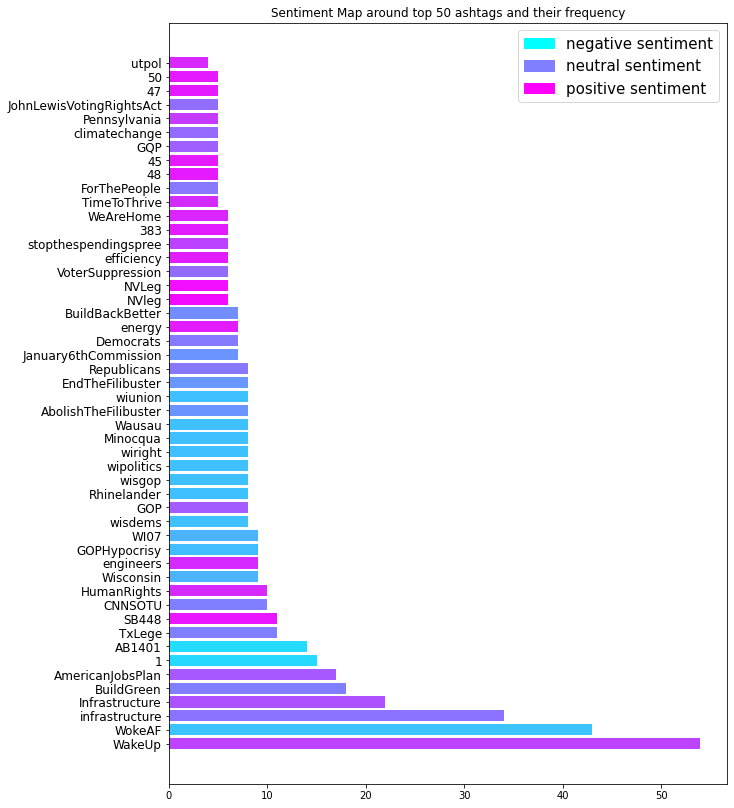 Sentiment Map around top 50 ashtags and their frequency
negative sentiment
neutral sentiment
positive sentiment
utpol
50
47
JohnLewisVotingRightsAct
Pennsylvania
climatechange
GQP
45
48
ForThePeople
TimeToThrive
WeAreHome
383
stopthespendingspree
efficiency
VoterSuppression
NVLeg
NVleg
BuildBackBetter
energy
Democrats
January6thCommission
Republicans
EndTheFilibuster
wiunion
AbolishTheFilibuster
Wausau
Minocqua
wiright
wipolitics
wisgop
Rhinelander
GOP
wisdems
WI07
GOPHypocrisy
engineers
Wisconsin
HumanRights
CNNSOTU
SB448
TxLege
AB1401
1
AmericanJobsPlan
BuildGreen
Infrastructure
infrastructure
WokeAF
WakeUp
0 10 20 30 40 50